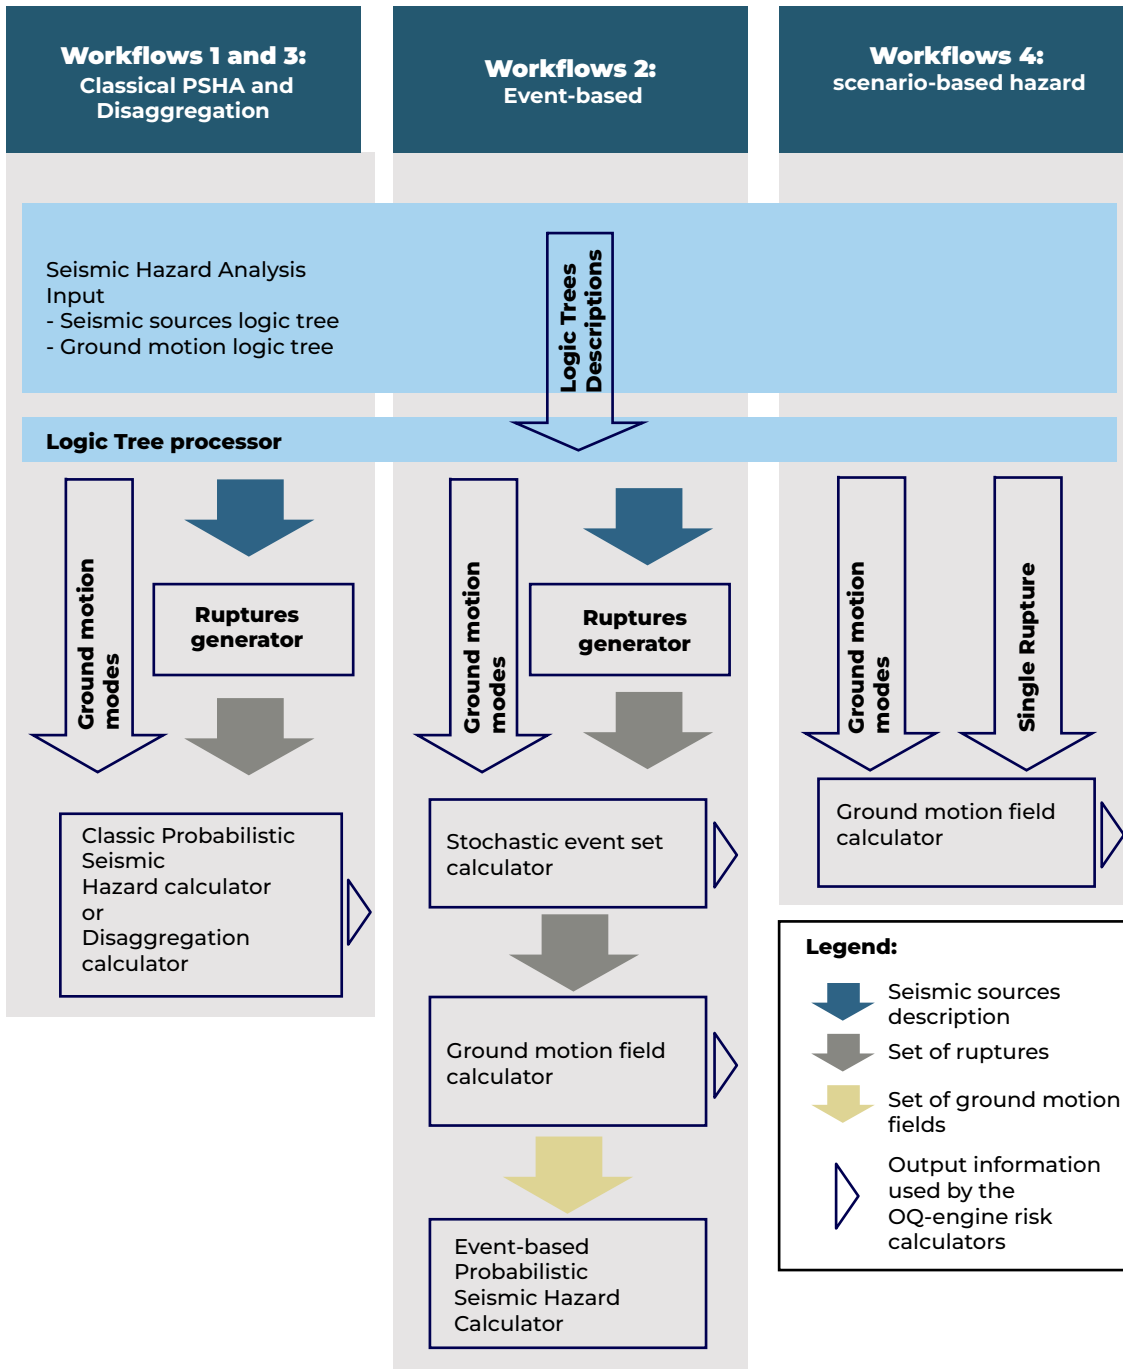 Workflows 1 and 3:
Classical PSHA and
Disaggregation
Workflows 2:
Event-based
Workflows 4:
scenario-based hazard
Seismic Hazard Analysis
Input
- Seismic sources logic tree
- Ground motion logic tree
Logic Trees
Descriptions
Logic Tree processor
Ground motion
modes
Ruptures
generator
Classic Probabilistic
Seismic
Hazard calculator
or
Disaggregation
calculator
Ground motion
modes
Ruptures
generator
Stochastic event set
calculator
Ground motion field
calculator
Event-based
Probabilistic
Seismic Hazard
Calculator
Ground motion
modes
Single Rupture
Ground motion field
calculator
Legend:
Seismic sources
description
Set of ruptures
Set of ground motion
fields
Output information
used by the
OQ-engine risk
calculators